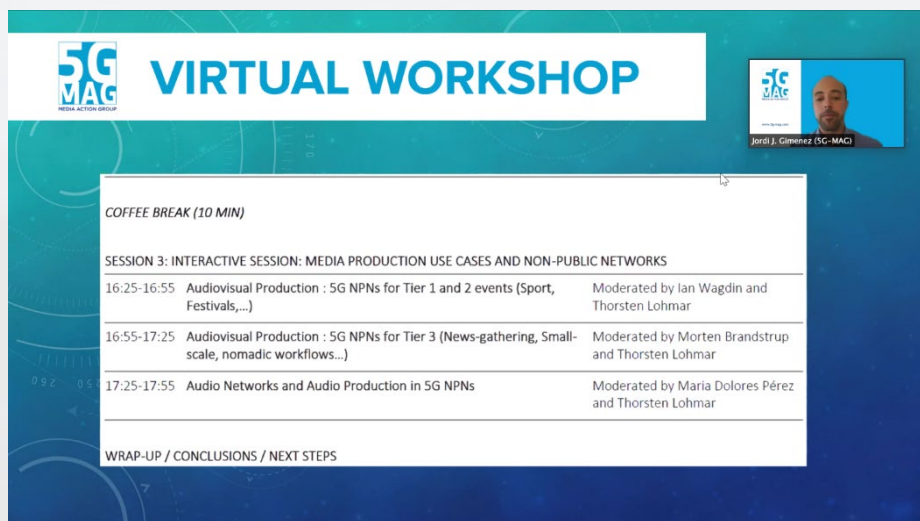 5G
MAG
MEDIA ACTION GROUP
VIRTUAL WORKSHOP
5G
MAG
Jordi J. Gimenez (5G-MAG)
COFFEE BREAK (10 MIN)
SESSION 3: INTERACTIVE SESSION: MEDIA PRODUCTION USE CASES AND NON-PUBLIC NETWORKS
16:25-16:55 Audiovisual Production : 5G NPNs for Tier 1 and 2 events (Sport, Moderated by Ian Wagdin and
Festivals,...) Thorsten Lohmar
16:55-17:25 Audiovisual Production : 5G NPNs for Tier 3 (News-gathering, Small- Moderated by Morten Brandstrup
scale, nomadic workflows...) and Thorsten Lohmar
17:25-17:55 Audio Networks and Audio Production in 5G NPNs Moderated by Maria Dolores Pérez
and Thorsten Lohmar
WRAP-UP / CONCLUSIONS / NEXT STEPS